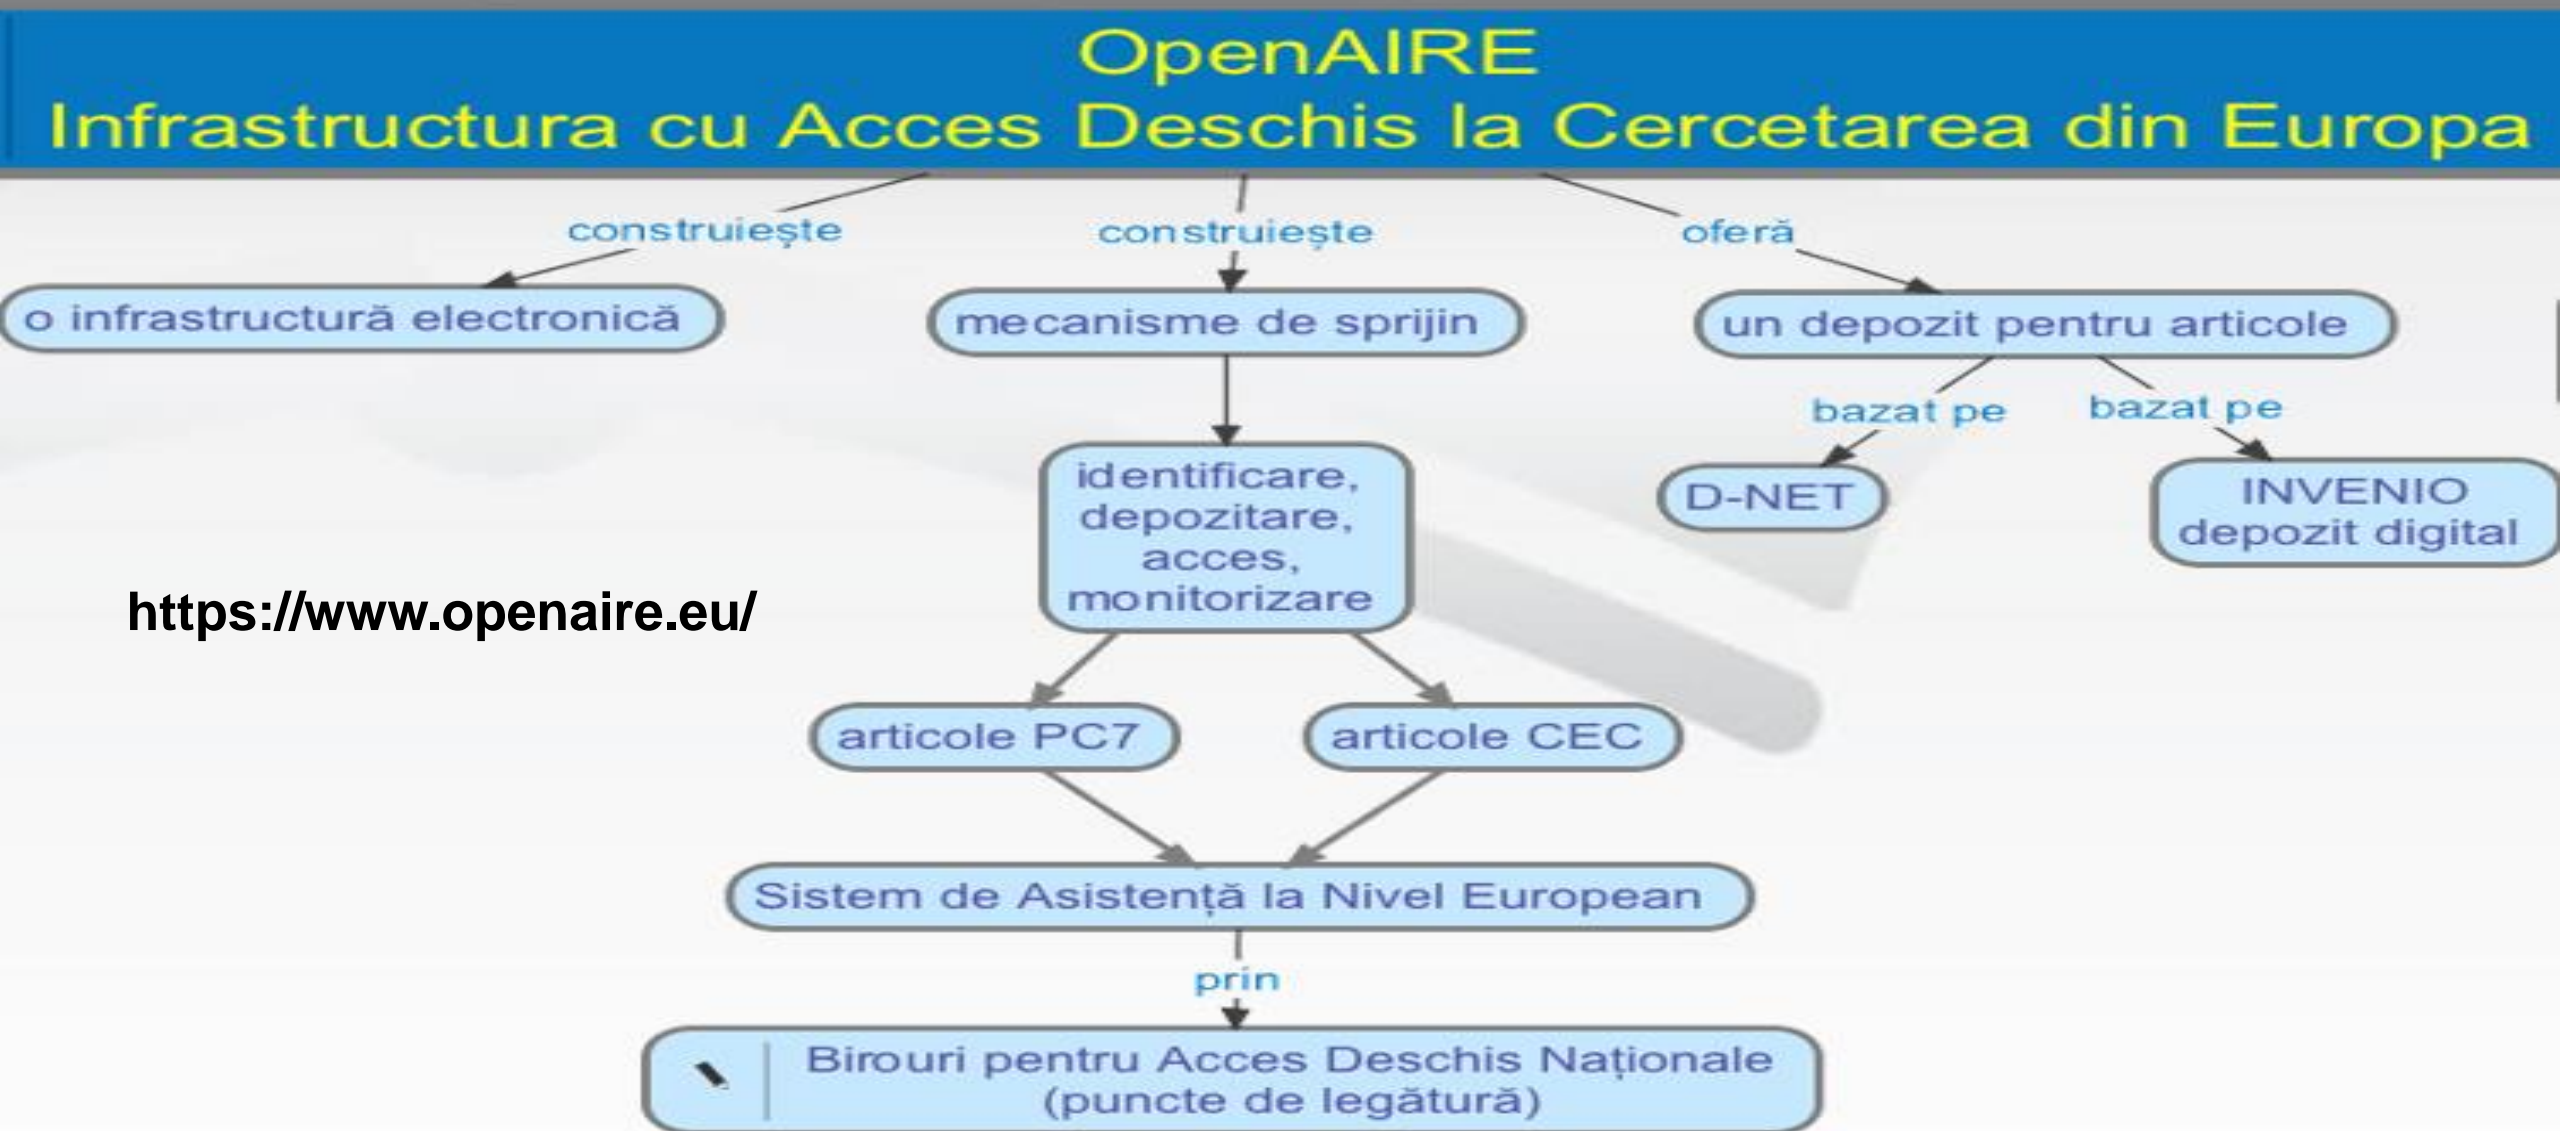 OpenAIRE
Infrastructura cu Acces Deschis la Cercetarea din Europa
construiește
construiește
oferă
o infrastructură electronică
mecanisme de sprijin
un depozit pentru articole
bazat pe
bazat pe
identificare,
depozitare,
acces,
monitorizare
D-NET
INVENIO
depozit digital
https://www.openaire.eu/
articole PC7
articole CEC
Sistem de Asistență la Nivel European
prin
Birouri pentru Acces Deschis Naționale
(puncte de legătură)